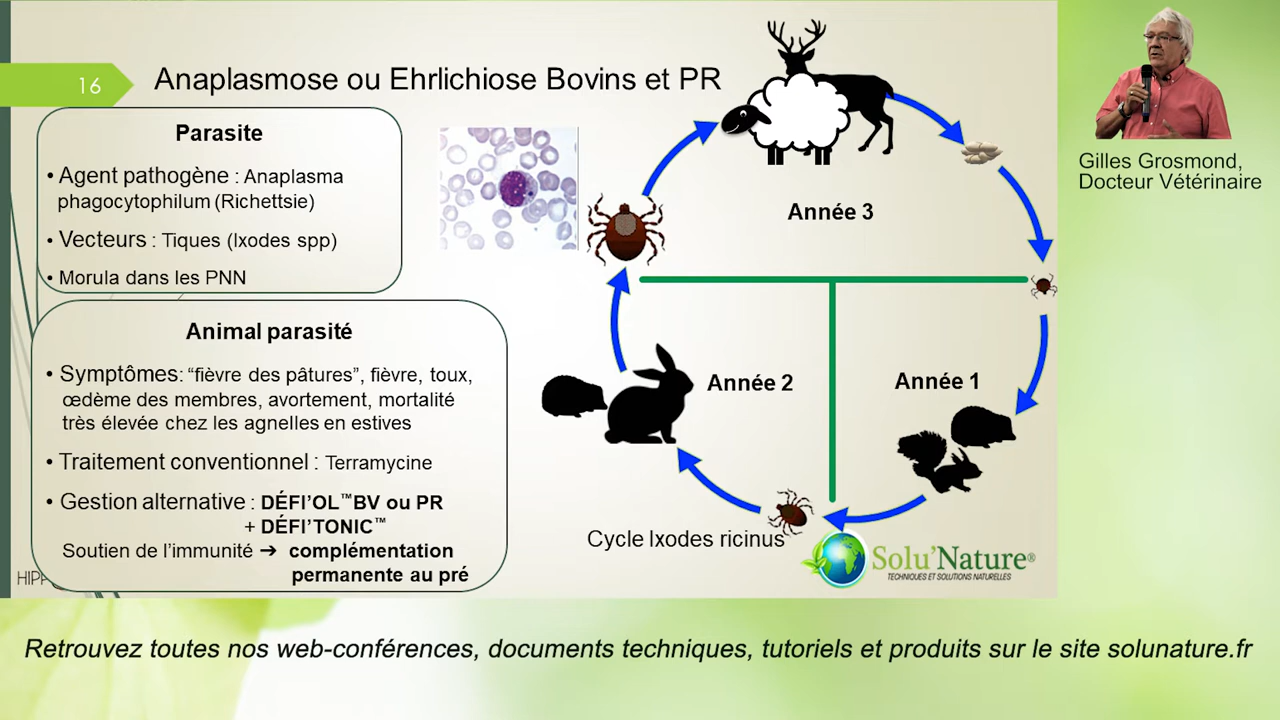 16
Anaplasmose ou Ehrlichiose Bovins et PR
Parasite
• Agent pathogène : Anaplasma
phagocytophilum (Richettsie)
• Vecteurs : Tiques (Ixodes spp)
• Morula dans les PNN
Animal parasité
• Symptômes: “fièvre des pâtures”, fièvre, toux,
œdème des membres, avortement, mortalité
très élevée chez les agnelles en estives
• Traitement conventionnel : Terramycine
• Gestion alternative : DÉFI’OL™BV ou PR
+ DÉFI’TONIC™
Soutien de l’immunité ➔ complémentation
permanente au pré
Année 3
Année 2
Année 1
Cycle Ixodes ricinus
Solu’Nature®
TECHNIQUES ET SOLUTIONS NATURELLES
Gilles Grosmond,
Docteur Vétérinaire
Retrouvez toutes nos web-conférences, documents techniques, tutoriels et produits sur le site solunature.fr